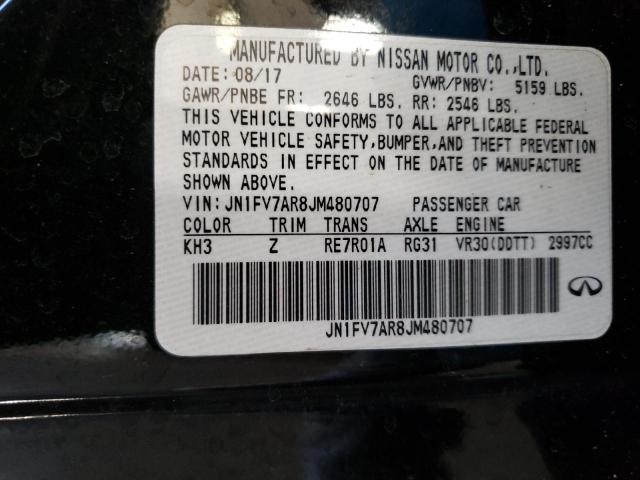 MANUFACTURED BY NISSAN MOTOR CO.,LTD.
DATE: 08/17 GVWR/PNBV: 5159 LBS.
GAWR/PNBE FR: 2646 LBS. RR: 2546 LBS.
THIS VEHICLE CONFORMS TO ALL APPLICABLE FEDERAL
MOTOR VEHICLE SAFETY,BUMPER,AND THEFT PREVENTION
STANDARDS IN EFFECT ON THE DATE OF MANUFACTURE
SHOWN ABOVE.
VIN: JN1FV7AR8JM480707 PASSENGER CAR
COLOR TRIM TRANS AXLE ENGINE
KH3 Z RE7R01A RG31 VR30(DDTT) 2997CC
JN1FV7AR8JM480707